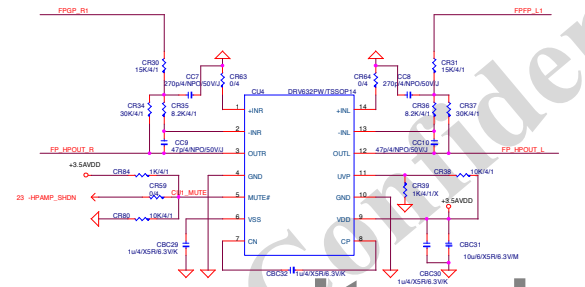 FPGP_R1
FPFP_L1
CR30
15K/4/1
CC7
270p/4/NPO/50V/J
CR63
0/4
CR64
0/4
CC8
270p/4/NPO/50V/J
CR31
15K/4/1
CU4
DRV632PW/TSSOP14
CR34
30K/4/1
CR35
8.2K/4/1
CR36
8.2K/4/1
CR37
30K/4/1
1
+INR
+INL
14
2
-INR
-INL
13
CC9
47p/4/NPO/50V/J
CC10
47p/4/NPO/50V/J
FP_HPOUT_R
3
OUTR
OUTL
12
FP_HPOUT_L
+3.5AVDD
CR84
1K/4/1
4
GND
UVP
11
CR38
10K/4/1
23 -HPAMP_SHDN
CR59
0/4
CU1_MUTE
5
MUTE#
GND
10
CR39
1K/4/1/X
+3.5AVDD
CR80
10K/4/1
6
VSS
VDD
9
7
CN
CP
8
CBC29
1u/4/X5R/6.3V/K
CBC31
10u/6/X5R/6.3V/M
CBC32
1u/4/X5R/6.3V/K
CBC30
1u/4/X5R/6.3V/K
Confiden